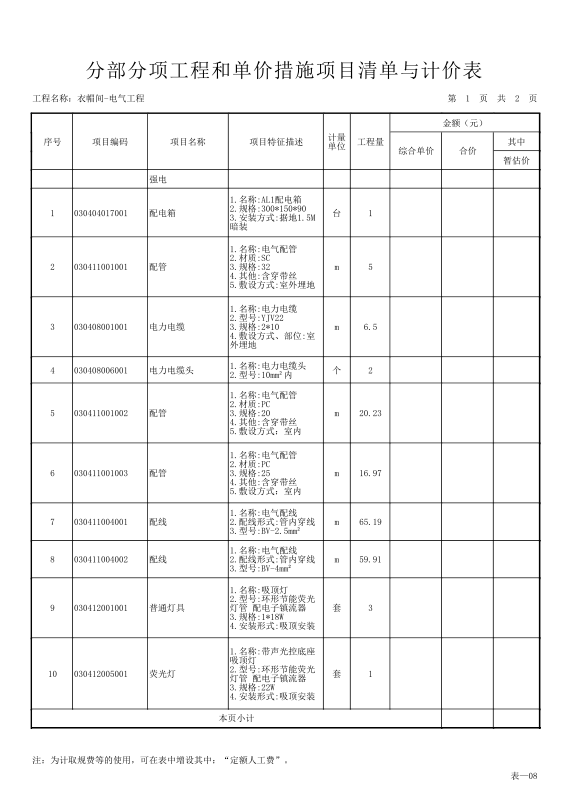 分部分项工程和单价措施项目清单与计价表
工程名称：衣帽间-电气工程 第 1 页 共 2 页
序号 项目编码 项目名称 项目特征描述 计量单位 工程量 金额（元）
综合单价 合价 其中
暂估价
强电
1 030404017001 配电箱 1.名称:AL1配电箱
2.规格:300*150*90
3.安装方式:据地1.5M
暗装 台 1
2 030411001001 配管 1.名称:电气配管
2.材质:SC
3.规格:32
4.其他:含穿带丝
5.敷设方式:室外埋地 m 5
3 030408001001 电力电缆 1.名称:电力电缆
2.型号:YJV22
3.规格:2*10
4.敷设方式、部位:室
外埋地 m 6.5
4 030408006001 电力电缆头 1.名称:电力电缆头
2.型号:10mm²内 个 2
5 030411001002 配管 1.名称:电气配管
2.材质:PC
3.规格:20
4.其他:含穿带丝
5.敷设方式：室内 m 20.23
6 030411001003 配管 1.名称:电气配管
2.材质:PC
3.规格:25
4.其他:含穿带丝
5.敷设方式：室内 m 16.97
7 030411004001 配线 1.名称:电气配线
2.配线形式:管内穿线
3.型号:BV-2.5mm² m 65.19
8 030411004002 配线 1.名称:电气配线
2.配线形式:管内穿线
3.型号:BV-4mm² m 59.91
9 030412001001 普通灯具 1.名称:吸顶灯
2.型号:环形节能荧光
灯管 配电子镇流器
3.规格:1*18W
4.安装形式:吸顶安装 套 3
10 030412005001 荧光灯 1.名称:带声光控底座
吸顶灯
2.型号:环形节能荧光
灯管 配电子镇流器
3.规格:22W
4.安装形式:吸顶安装 套 1
本页小计
注：为计取规费等的使用，可在表中增设其中：“定额人工费”。
表—08